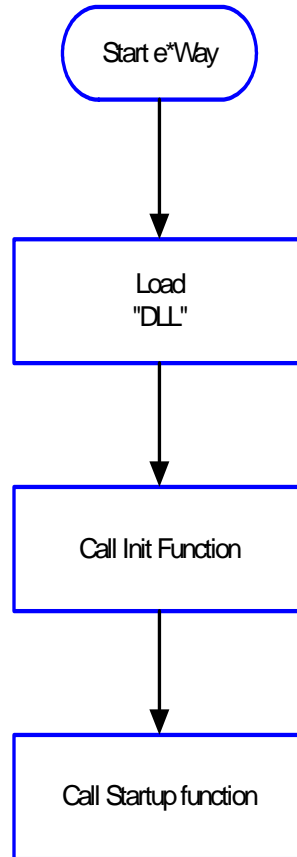 Start e*Way
Load
"DLL"
Call Init Function
Call Startup function